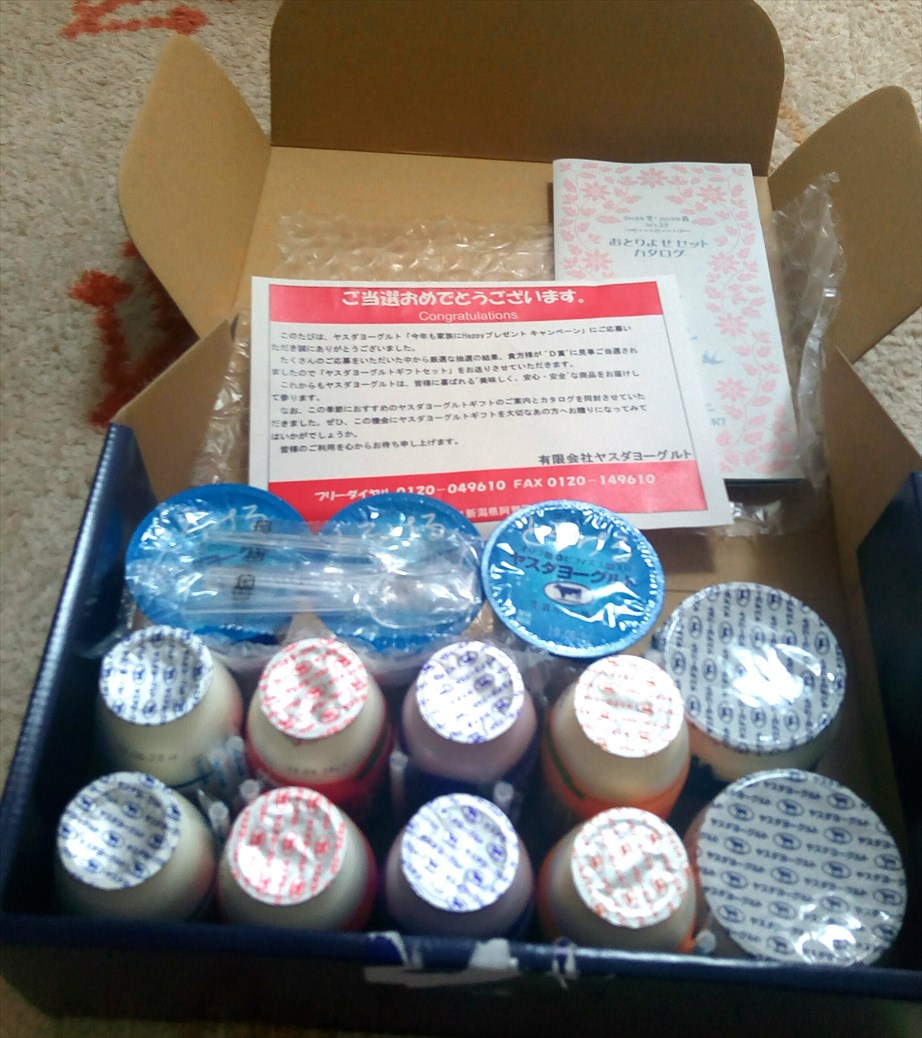 おとりよせセット
カタログ
ご当選おめでとうございます。
Congratulations
このたびは、ヤスダヨーグルト「今年も家族にHappyプレゼント キャンペーン」にご応募い
ただき誠にありがとうございました。
たくさんのご応募をいただいた中から厳選な抽選の結果、貴方様が"D賞"に見事ご当選され
ましたので『ヤスダヨーグルトギフトセット』をお送りさせていただきます。
これからもヤスダヨーグルトは、皆様に喜ばれる"美味しく、安心・安全"な商品をお届けし
て参ります。
なお、この季節におすすめのヤスダヨーグルトギフトのご案内とカタログを同封させていた
だきました。ぜひ、この機会にヤスダヨーグルトギフトを大切なあの方へお贈りになってみて
はいかがでしょうか。
皆様のご利用を心からお待ち申し上げます。
有限会社ヤスダヨーグルト
フリーダイヤル 0120-049610 FAX 0120-149610
新潟県阿賀
ヤスダヨーグルト
ヤスダヨーグルト